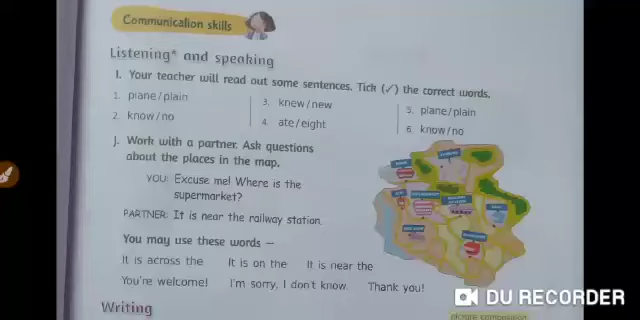 Communication skills
Listening* and speaking
I. Your teacher will read out some sentences. Tick (✓) the correct words.
1. plane/plain
2. know/no
3. knew/new
4. ate/eight
5. plane/plain
6. know/no
J. Work with a partner. Ask questions
about the places in the map.
YOU: Excuse me! Where is the
supermarket?
PARTNER: It is near the railway station.
You may use these words –
It is across the It is on the It is near the
You're welcome! I'm sorry, I don't know. Thank you!
Writing
picture composition
DU RECORDER